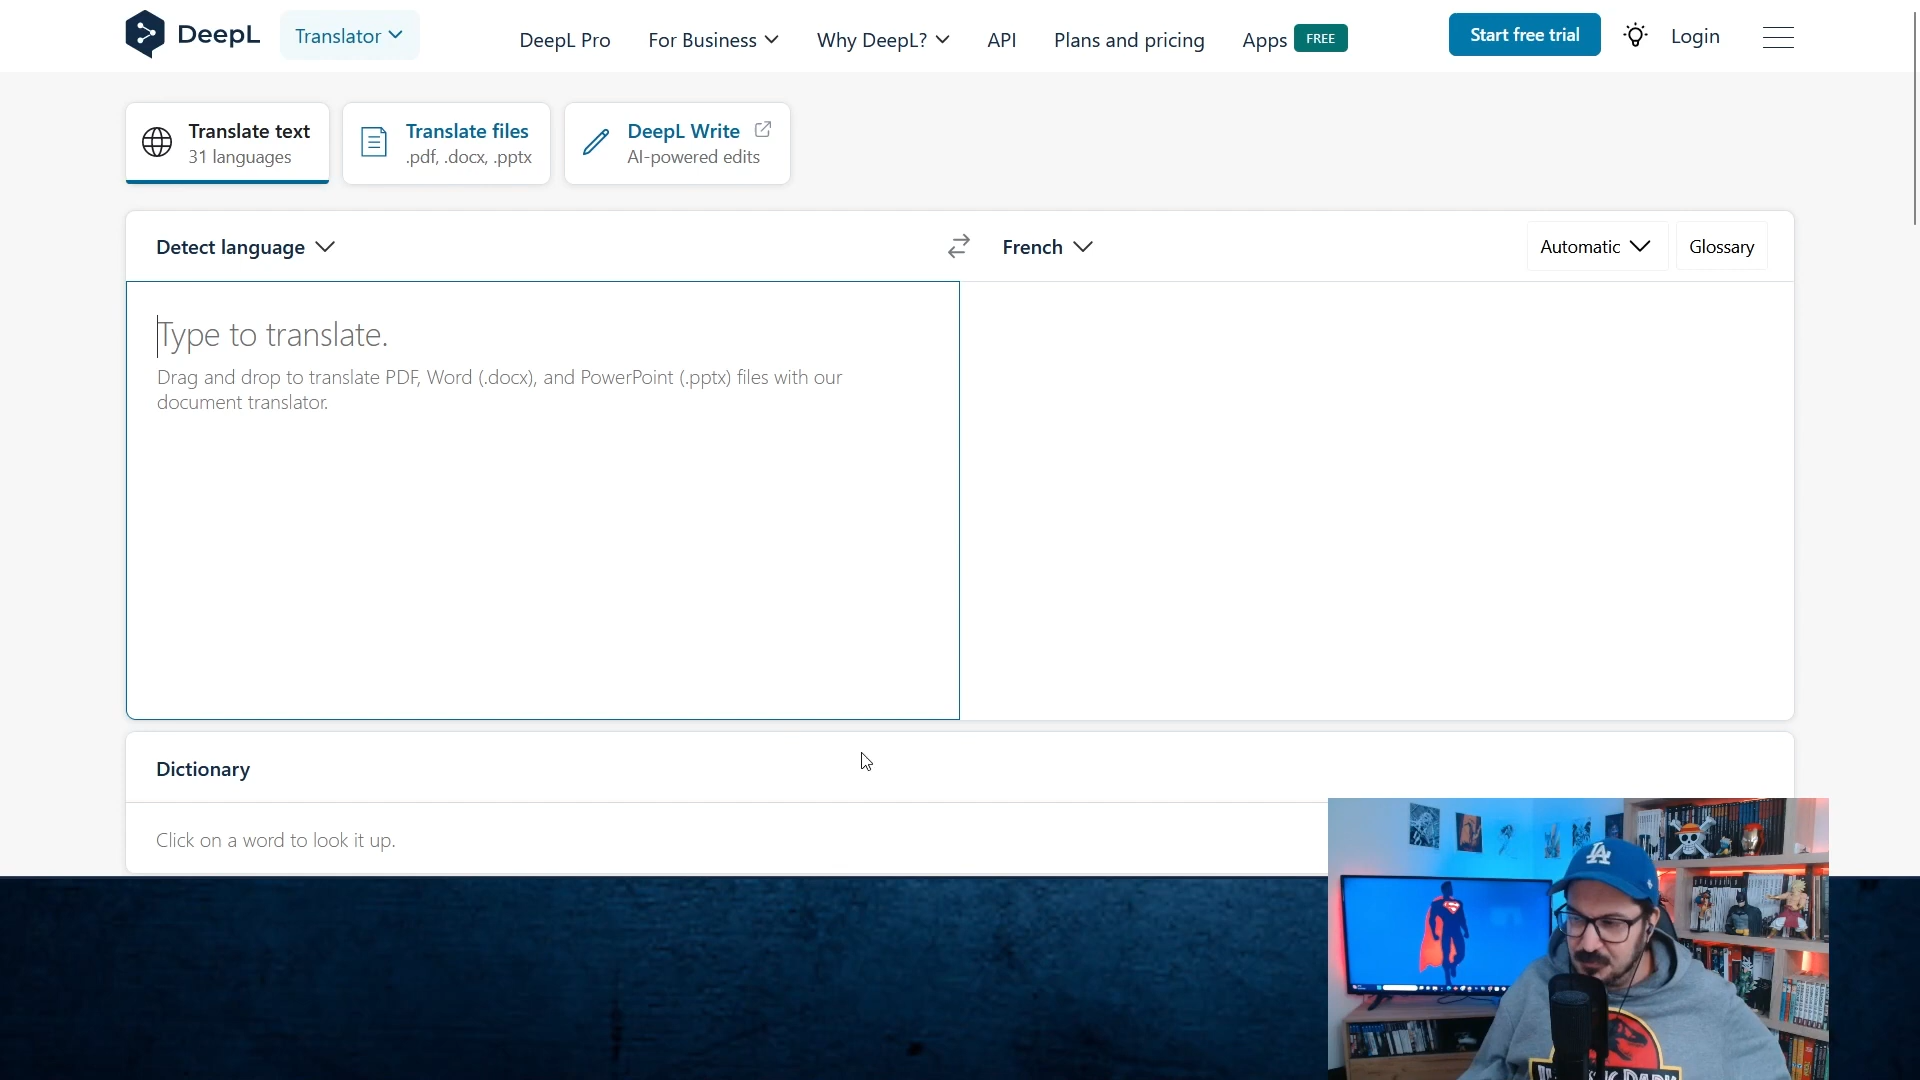 DeepL
Translator
DeepL Pro
For Business
Why DeepL?
API
Plans and pricing
Apps
FREE
Start free trial
Login
Translate text
31 languages
Translate files
.pdf, .docx, .pptx
DeepL Write
AI-powered edits
Detect language
French
Automatic
Glossary
Type to translate.
Drag and drop to translate PDF, Word (.docx), and PowerPoint (.pptx) files with our
document translator.
Dictionary
Click on a word to look it up.
LA